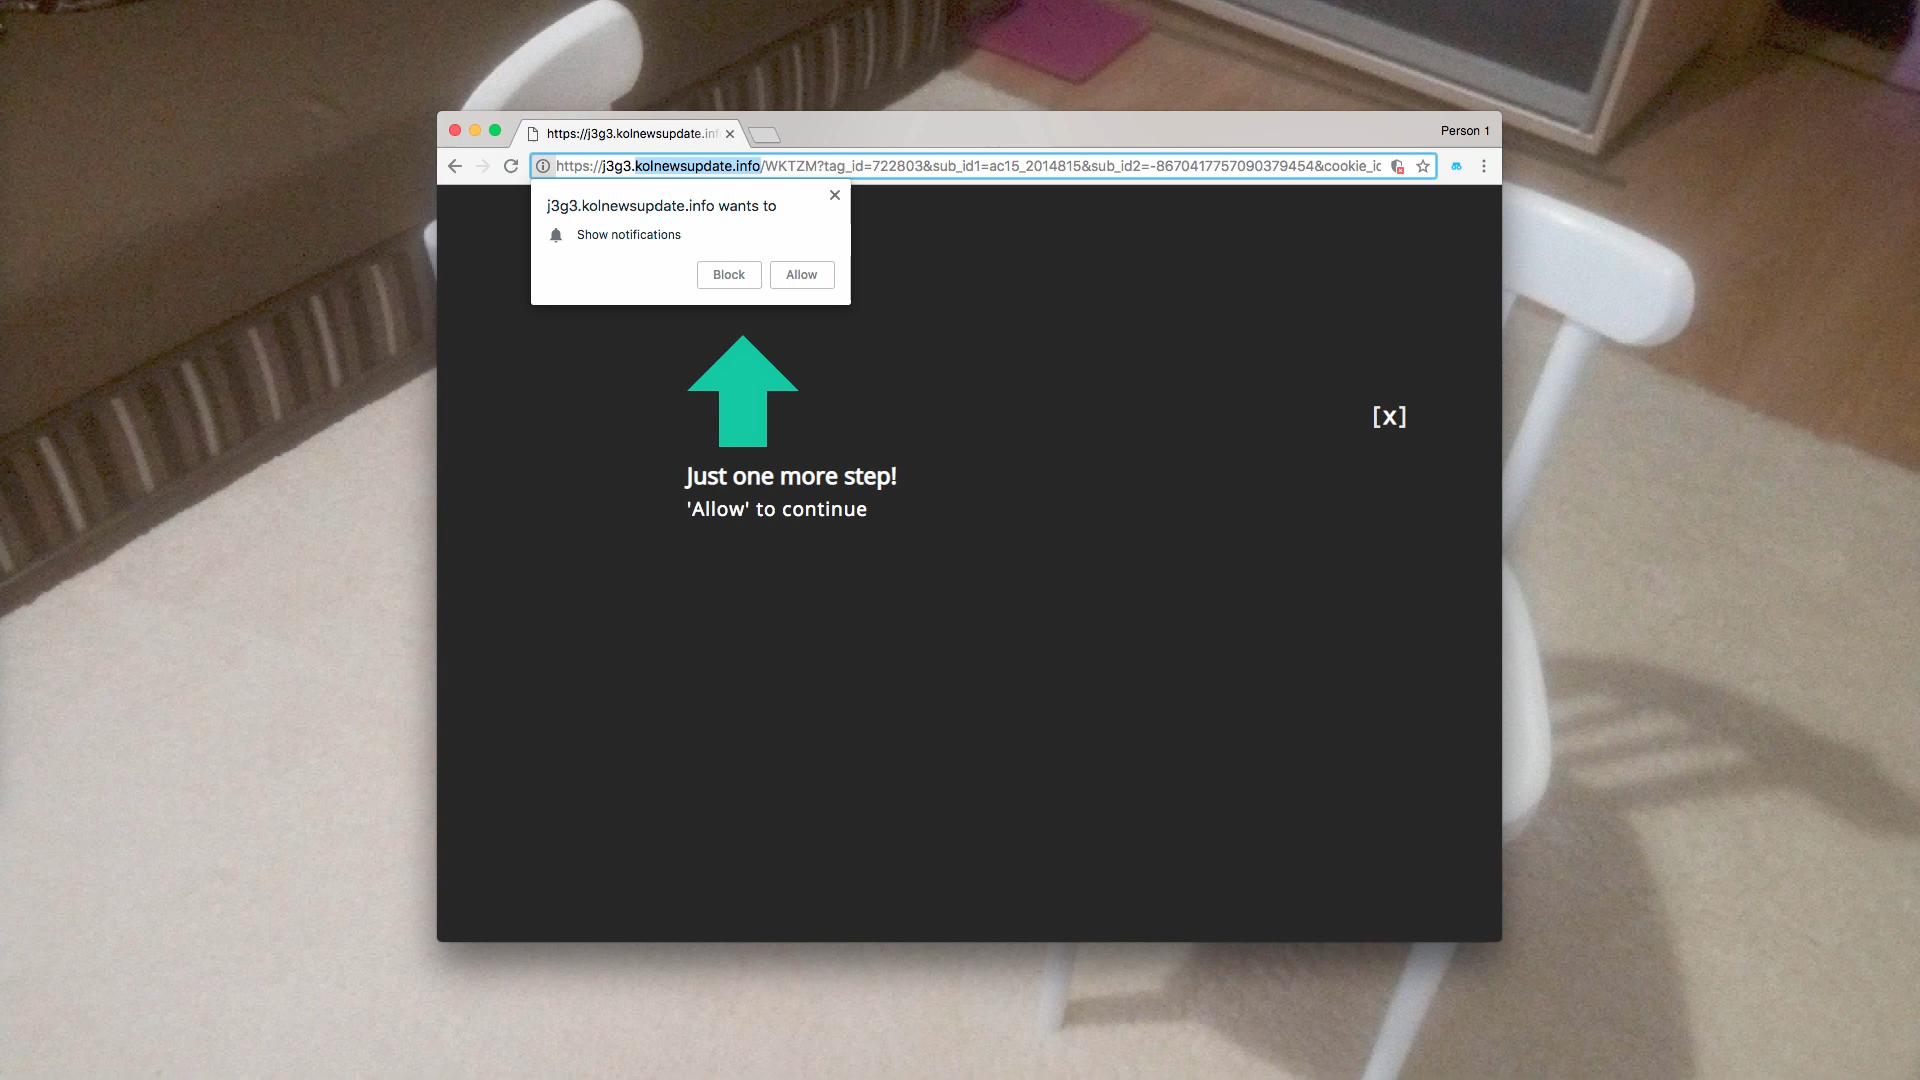 https://j3g3.kolnewsupdate.inf
Person 1
https://j3g3.kolnewsupdate.info/WKTZM?tag_id=722803&sub_id1=ac15_2014815&sub_id2=-8670417757090379454&cookie_ic
j3g3.kolnewsupdate.info wants to
Show notifications
Block
Allow
[x]
Just one more step!
'Allow' to continue